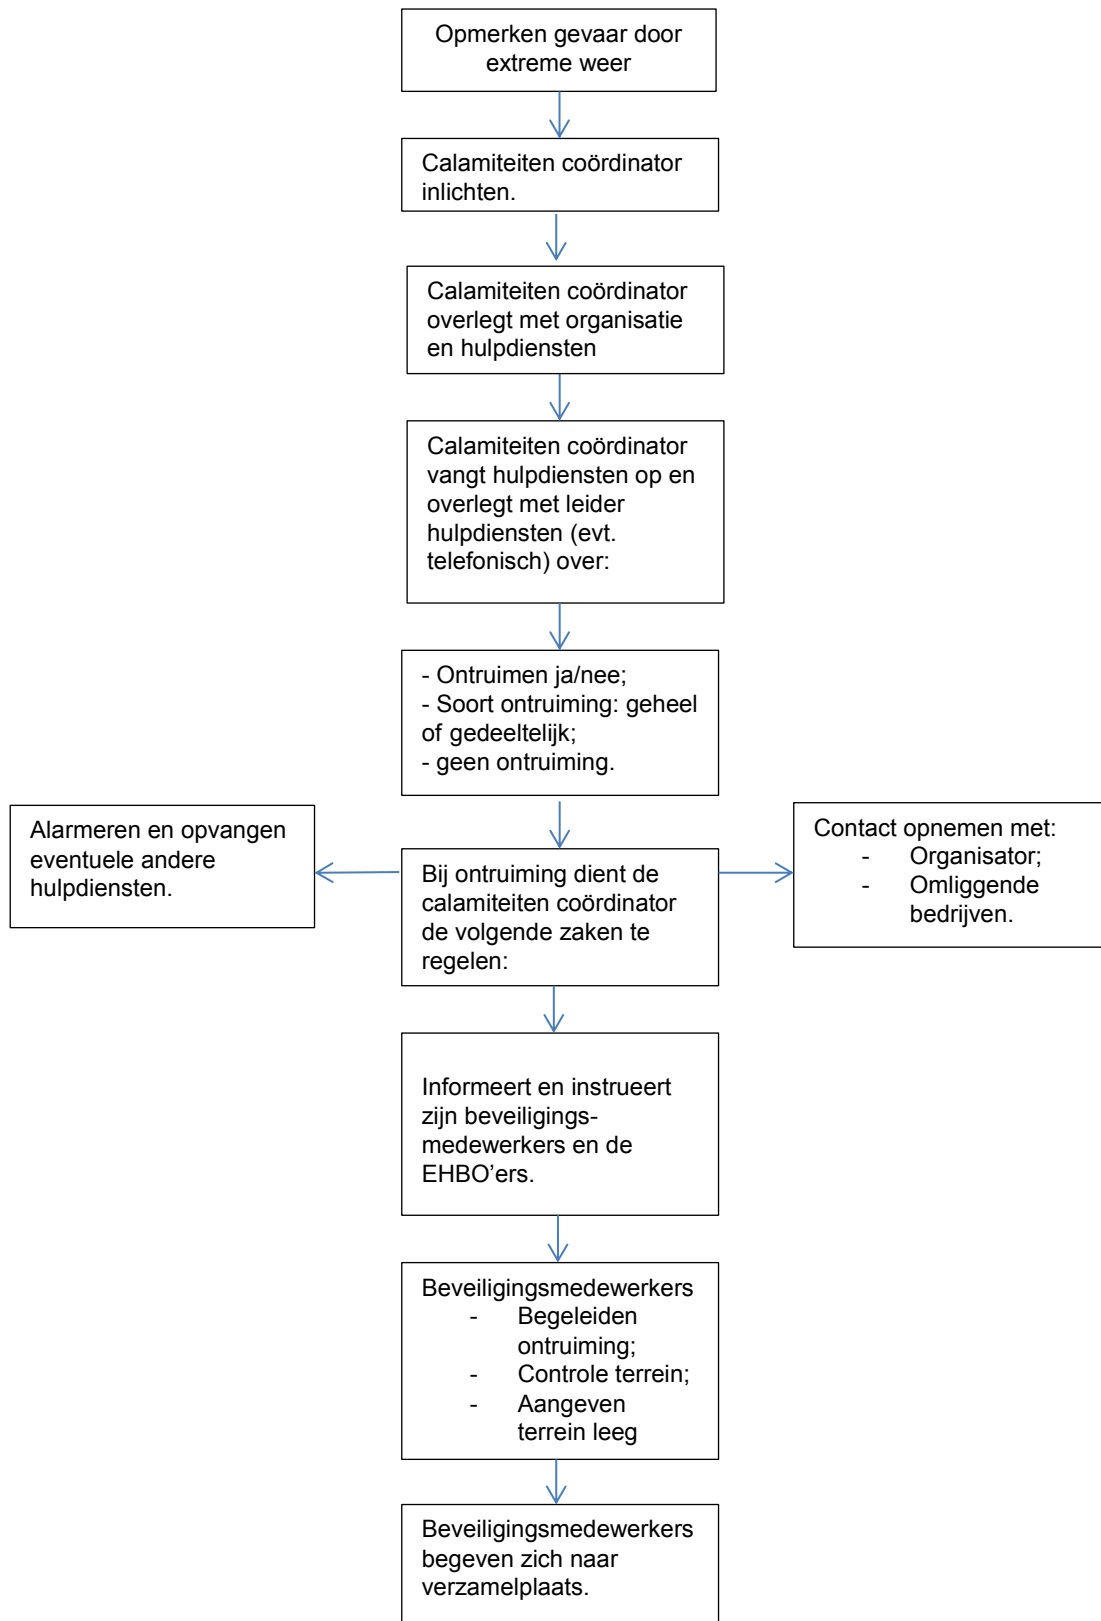 Opmerken gevaar door
extreme weer
Calamiteiten coördinator
inlichten.
Calamiteiten coördinator
overlegt met organisatie
en hulpdiensten
Calamiteiten coördinator
vangt hulpdiensten op en
overlegt met leider
hulpdiensten (evt.
telefonisch) over:
- Ontruimen ja/nee;
- Soort ontruiming: geheel
of gedeeltelijk;
- geen ontruiming.
Alarmeren en opvangen
eventuele andere
hulpdiensten.
Bij ontruiming dient de
calamiteiten coördinator
de volgende zaken te
regelen:
Contact opnemen met:
- Organisator;
- Omliggende
bedrijven.
Informeert en instrueert
zijn beveiligings-
medewerkers en de
EHBO’ers.
Beveiligingsmedewerkers
- Begeleiden
ontruiming;
- Controle terrein;
- Aangeven
terrein leeg
Beveiligingsmedewerkers
begeven zich naar
verzamelplaats.